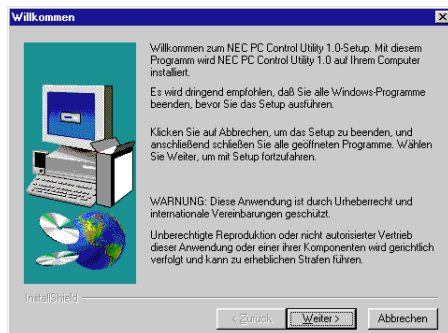 Willkommen
Willkommen zum NEC PC Control Utility 1.0-Setup. Mit diesem
Programm wird NEC PC Control Utility 1.0 auf Ihrem Computer
installiert.
Es wird dringend empfohlen, daß Sie alle Windows-Programme
beenden, bevor Sie das Setup ausführen.
Klicken Sie auf Abbrechen, um das Setup zu beenden, und
anschließend schließen Sie alle geöffneten Programme. Wählen
Sie Weiter, um mit Setup fortzufahren.
WARNUNG: Diese Anwendung ist durch Urheberrecht und
internationale Vereinbarungen geschützt.
Unberechtigte Reproduktion oder nicht autorisierter Vertrieb
dieser Anwendung oder einer ihrer Komponenten wird gerichtlich
verfolgt und kann zu erheblichen Strafen führen.
InstallShield
< Zurück Weiter > Abbrechen